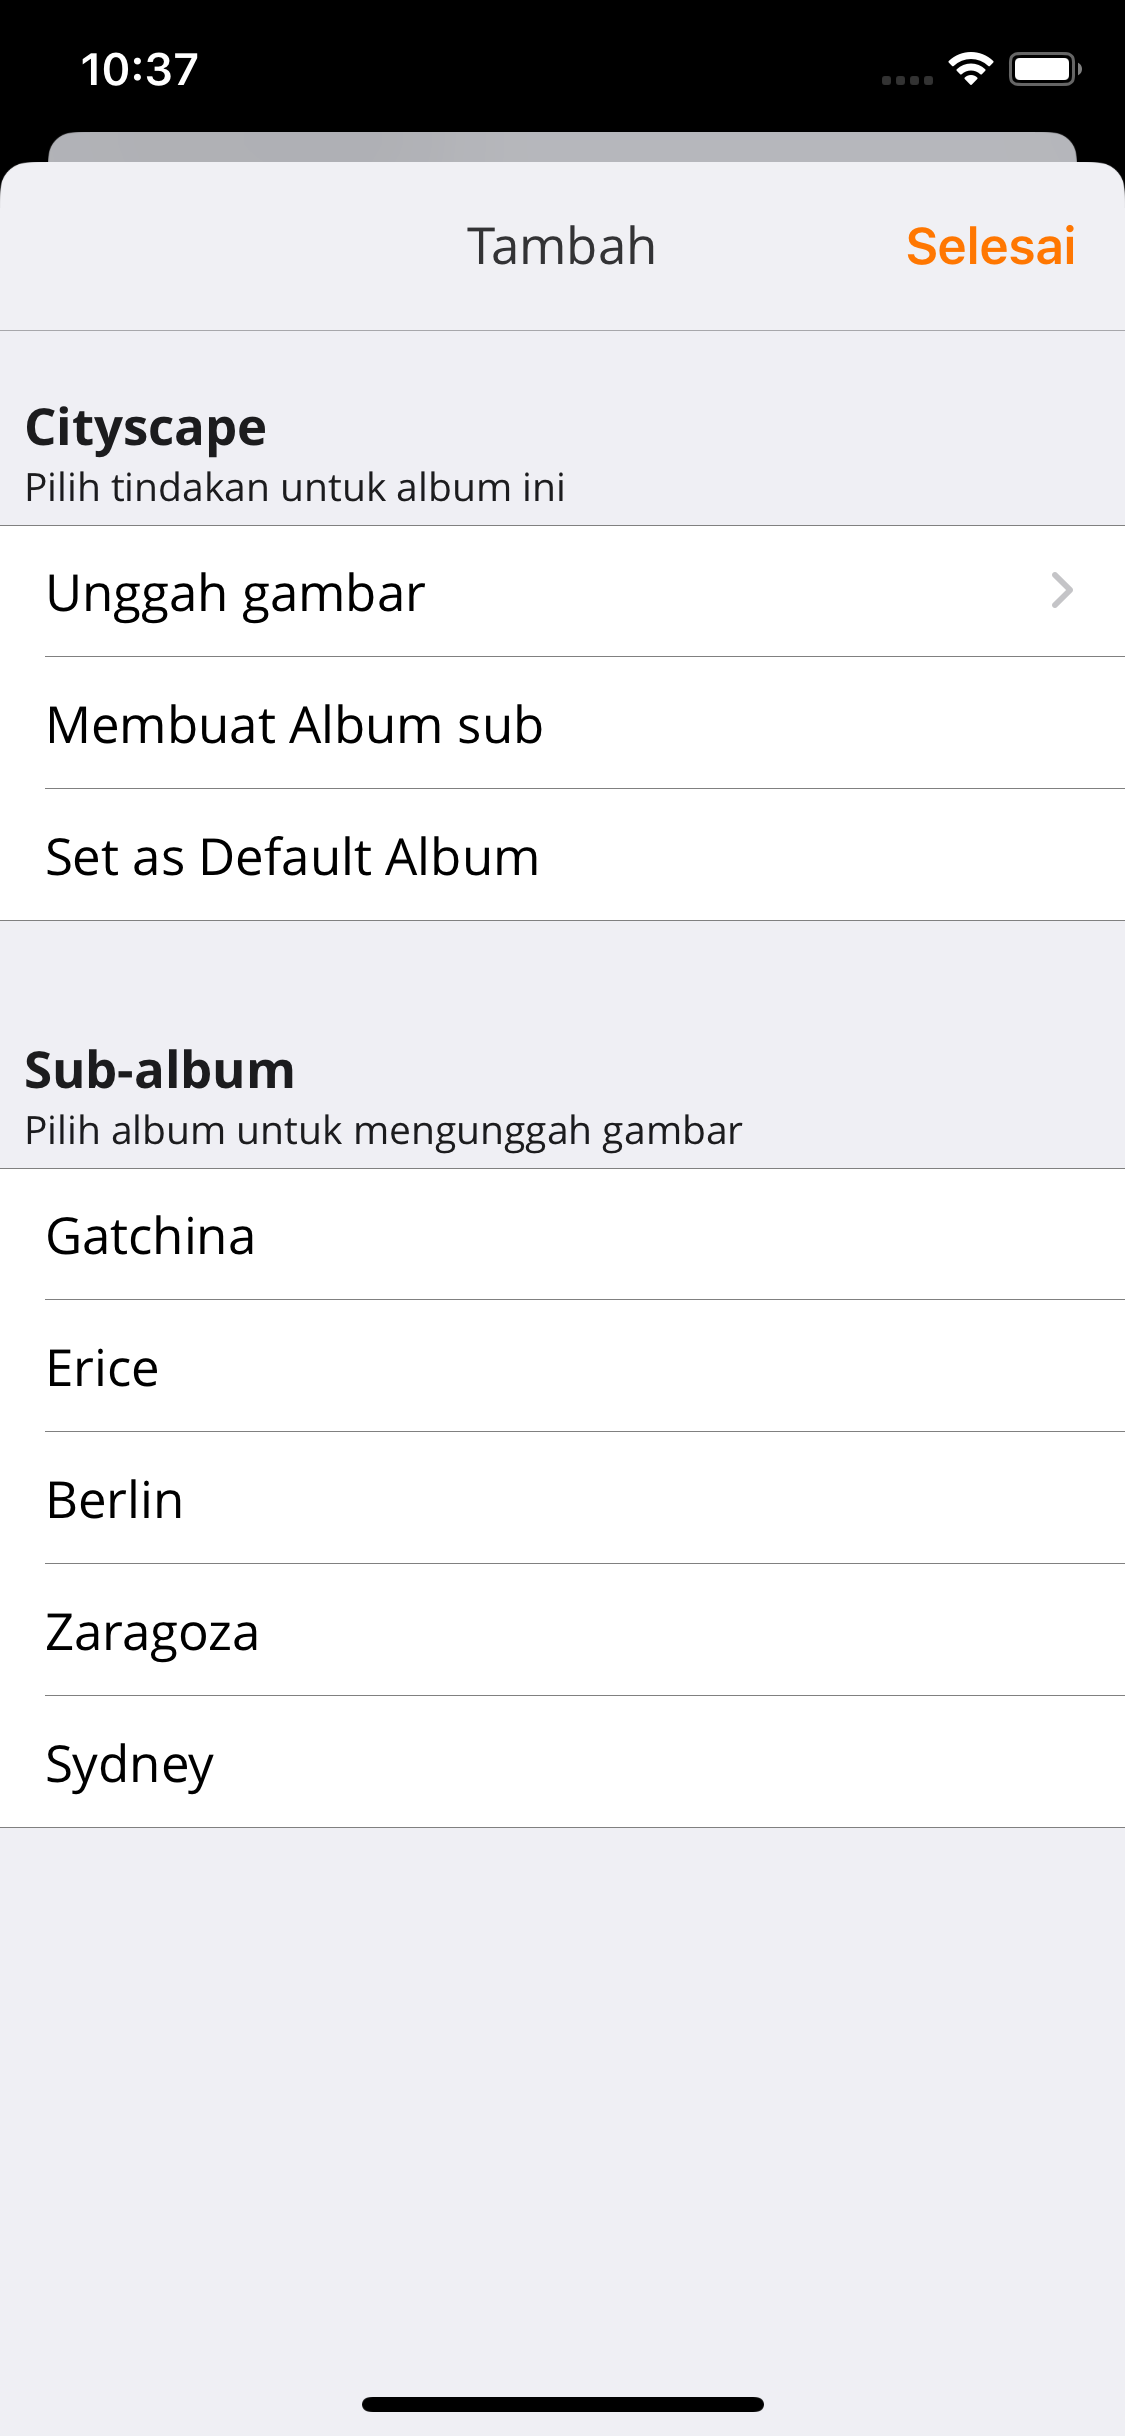 10:37
Tambah
Selesai
Cityscape
Pilih tindakan untuk album ini
Unggah gambar
Membuat Album sub
Set as Default Album
Sub-album
Pilih album untuk mengunggah gambar
Gatchina
Erice
Berlin
Zaragoza
Sydney